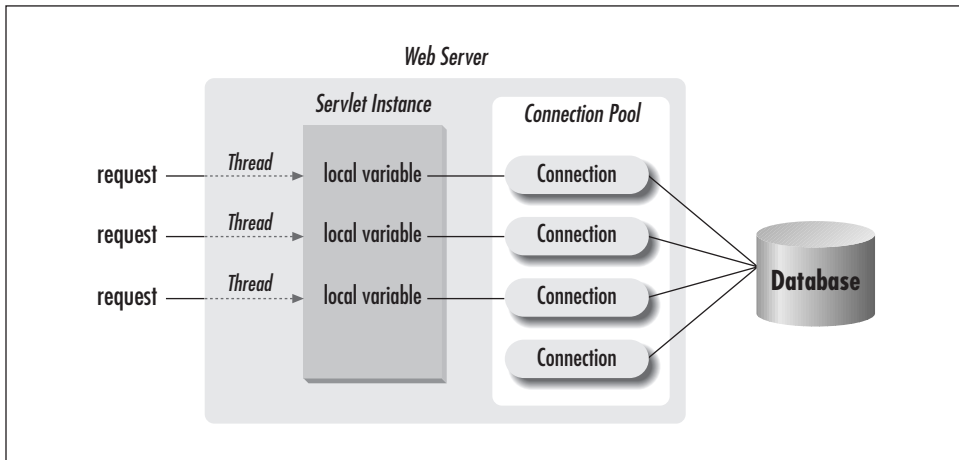 Web Server
Servlet Instance
Connection Pool
request
Thread
local variable
Connection
request
Thread
local variable
Connection
request
Thread
local variable
Connection
Connection
Database